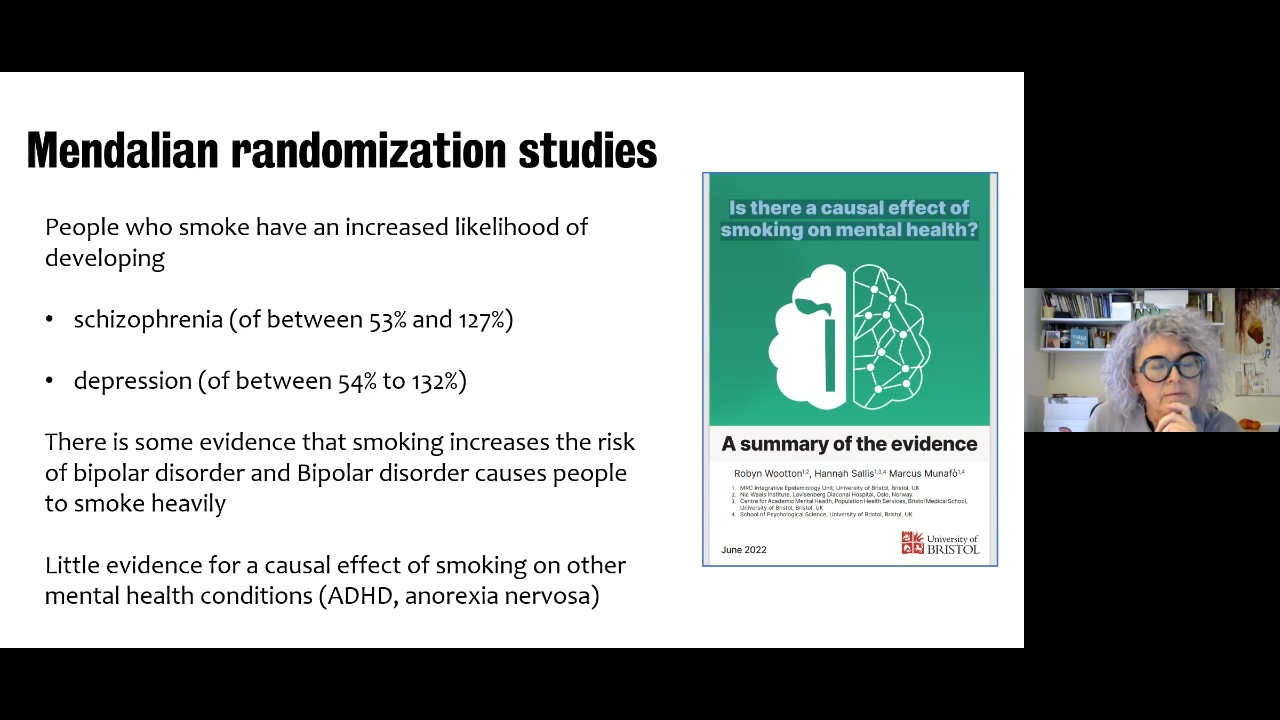 Mendalian randomization studies
People who smoke have an increased likelihood of
developing
• schizophrenia (of between 53% and 127%)
• depression (of between 54% to 132%)
There is some evidence that smoking increases the risk
of bipolar disorder and Bipolar disorder causes people
to smoke heavily
Little evidence for a causal effect of smoking on other
mental health conditions (ADHD, anorexia nervosa)
Is there a causal effect of
smoking on mental health?
A summary of the evidence
Robyn Wootton¹,², Hannah Sallis¹,³,⁴ Marcus Munafò¹,⁴
1. MRC Integrative Epidemiology Unit, University of Bristol, Bristol, UK
2. Nic Waals Institute, Lovisenberg Diaconal Hospital, Oslo, Norway.
3. Centre for Academic Mental Health, Population Health Services, Bristol Medical School,
University of Bristol, Bristol, UK
4. School of Psychological Science, University of Bristol, Bristol, UK
June 2022
University of
BRISTOL